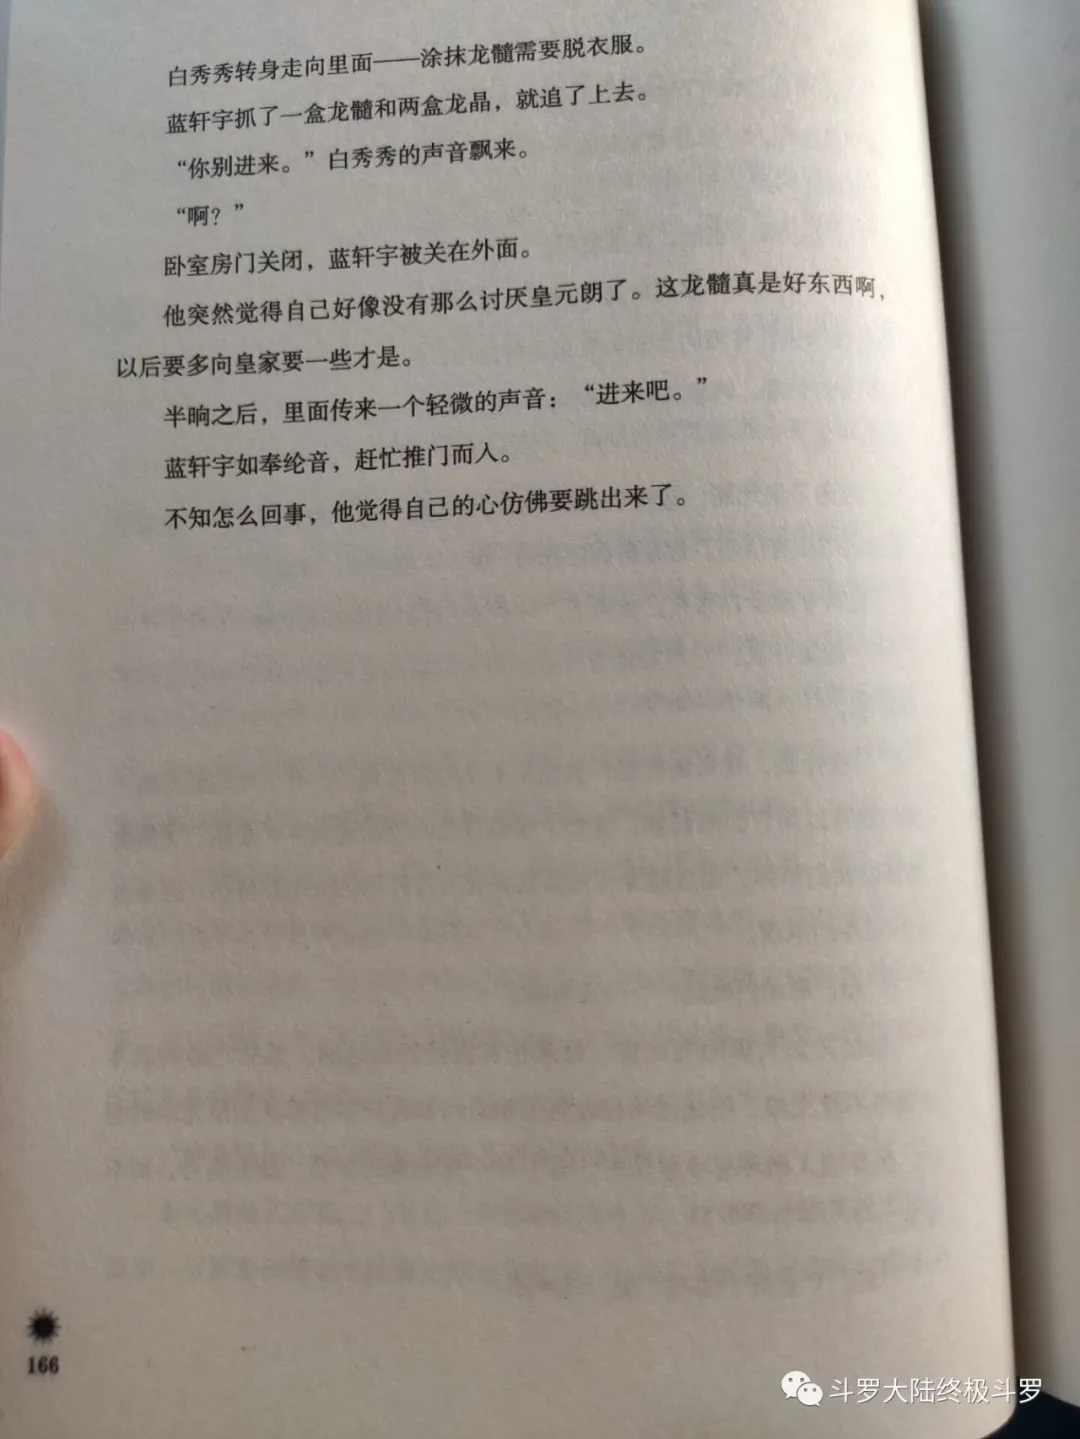 白秀秀转身走向里面——涂抹龙髓需要脱衣服。
蓝轩宇抓了一盒龙髓和两盒龙晶，就追了上去。
“你别进来。”白秀秀的声音飘来。
“啊？”
卧室房门关闭，蓝轩宇被关在外面。
他突然觉得自己好像没有那么讨厌皇元朗了。这龙髓真是好东西啊，
以后要多向皇家要一些才是。
半晌之后，里面传来一个轻微的声音：“进来吧。”
蓝轩宇如奉纶音，赶忙推门而入。
不知怎么回事，他觉得自己的心仿佛要跳出来了。
166
斗罗大陆终极斗罗